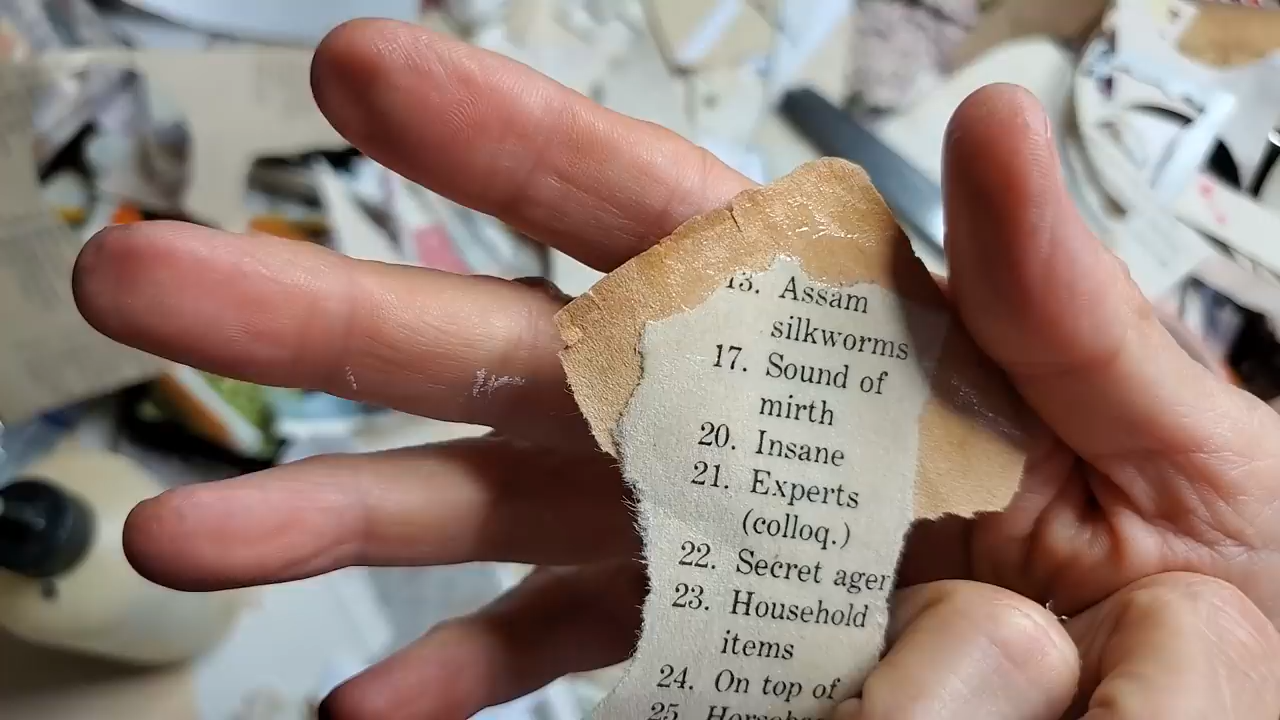 13. Assam
silkworms
17. Sound of
mirth
20. Insane
21. Experts
(colloq.)
22. Secret
23. Household
items
24. On top of
25.